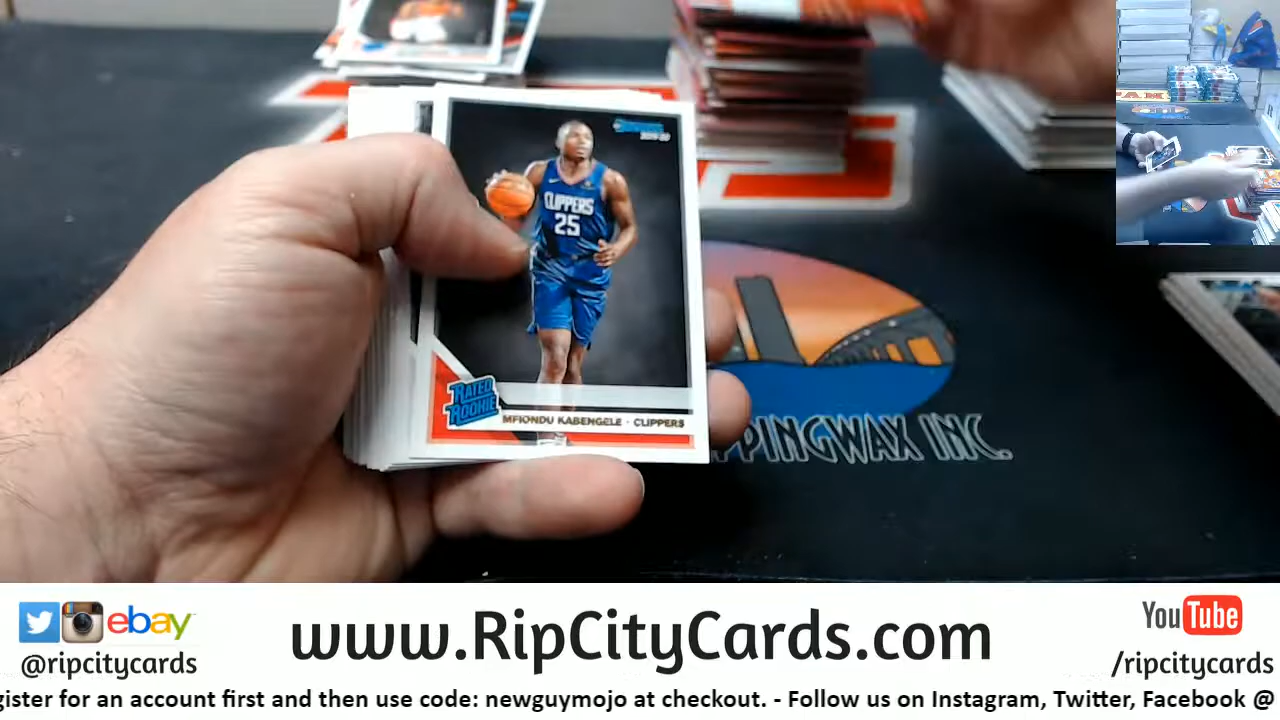 CLIPPERS
25
RATED
ROOKIE
MFIONDU KABENGELE · CLIPPERS
PPINGWAX INC.
ebay
@ripcitycards
www.RipCityCards.com
YouTube
/ripcitycards
gister for an account first and then use code: newguymojo at checkout. - Follow us on Instagram, Twitter, Facebook @